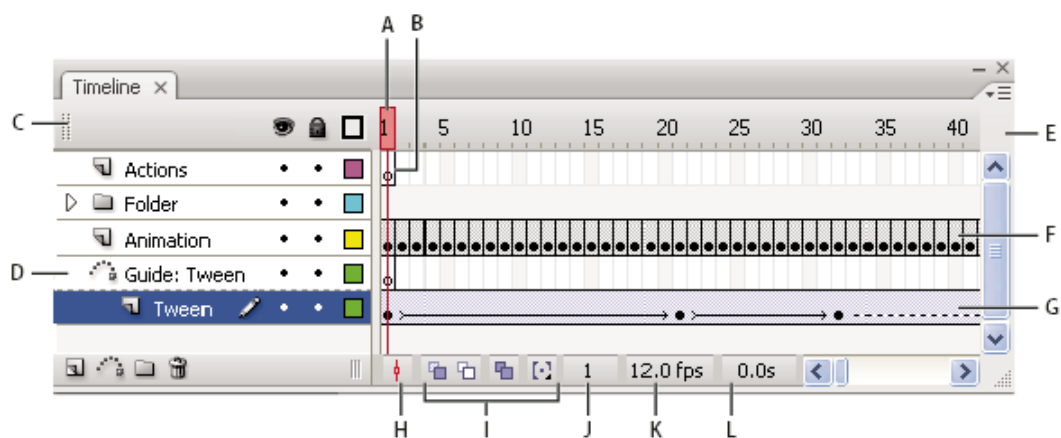 A B
Timeline
C
1 5 10 15 20 25 30 35 40
E
Actions
Folder
Animation
F
D
Guide: Tween
Tween
G
1 12.0 fps 0.0s
H I J K L